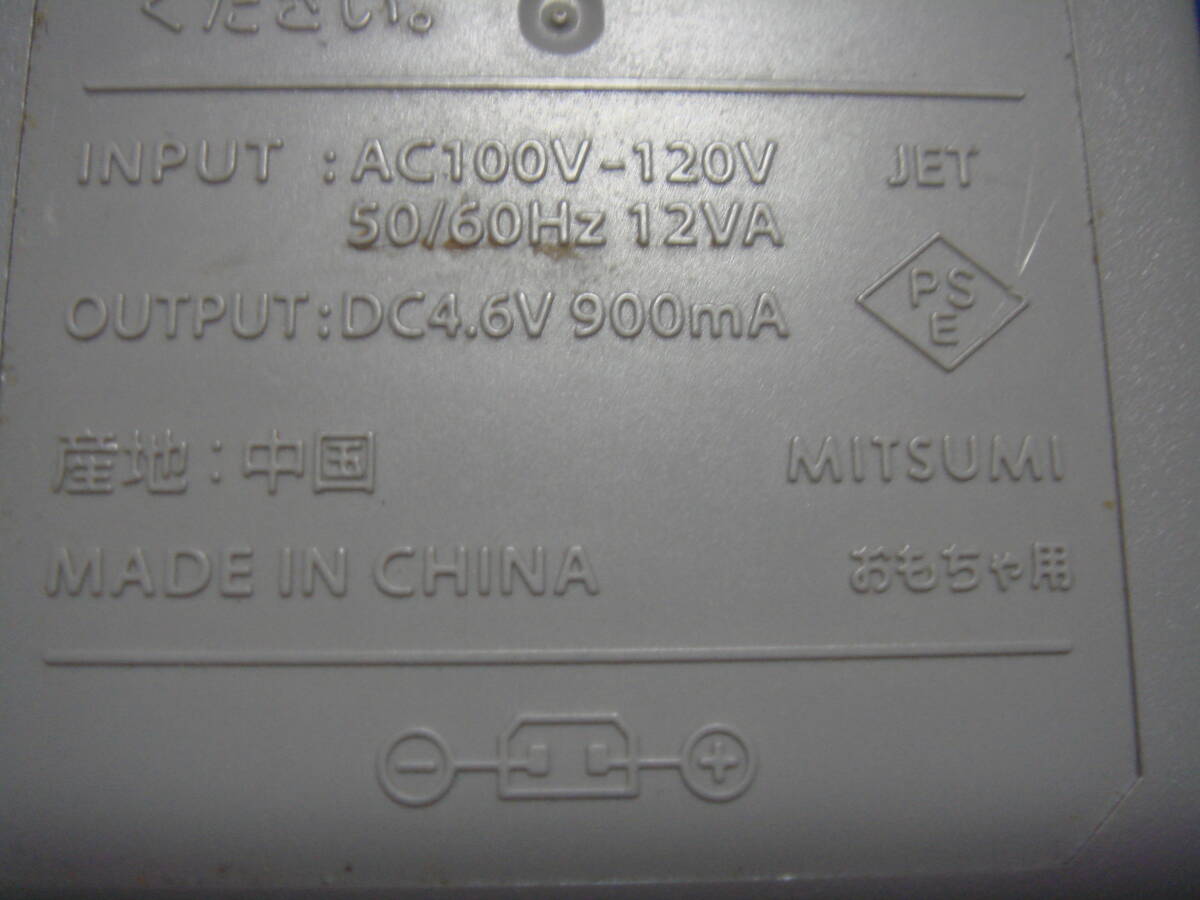 ください。
INPUT : AC100V-120V
50/60Hz 12VA
JET
OUTPUT:DC4.6V 900mA
PS
E
産地:中国
MITSUMI
MADE IN CHINA
おもちゃ用